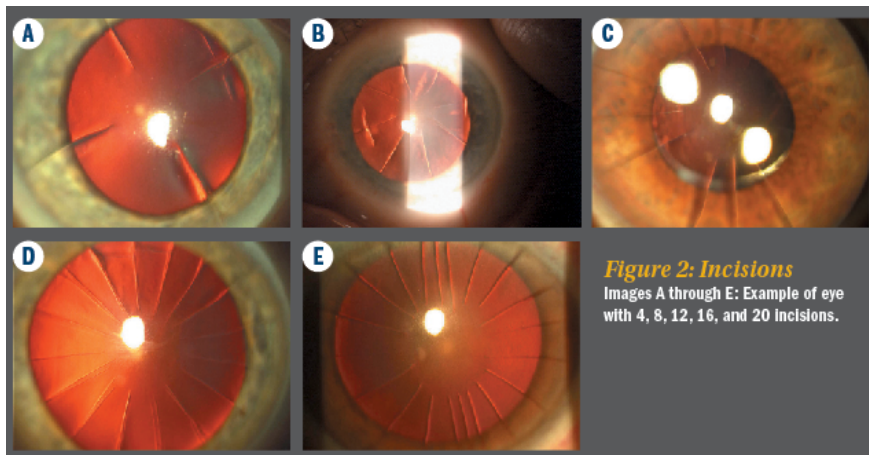 A
B
C
D
E
Figure 2: Incisions
Images A through E: Example of eye
with 4, 8, 12, 16, and 20 incisions.